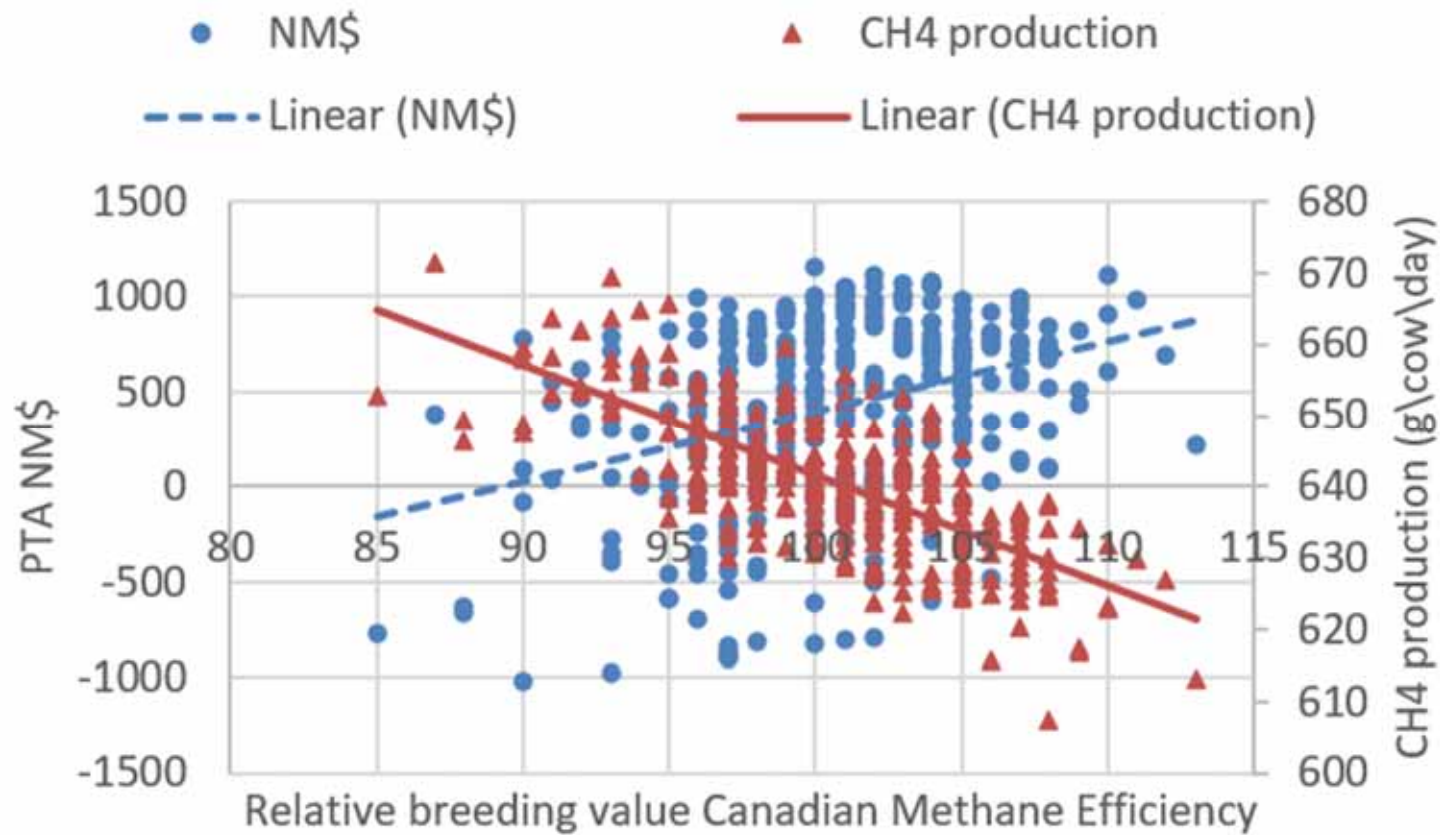 NM$ CH4 production
Linear (NM$) Linear (CH4 production)
1500 680
670
1000 660
500 650
0 640
80 85 90 95 100 105 110 115 630
-500
620
-1000 610
-1500 600
PTA NM$
CH4 production (g\cow\day)
Relative breeding value Canadian Methane Efficiency